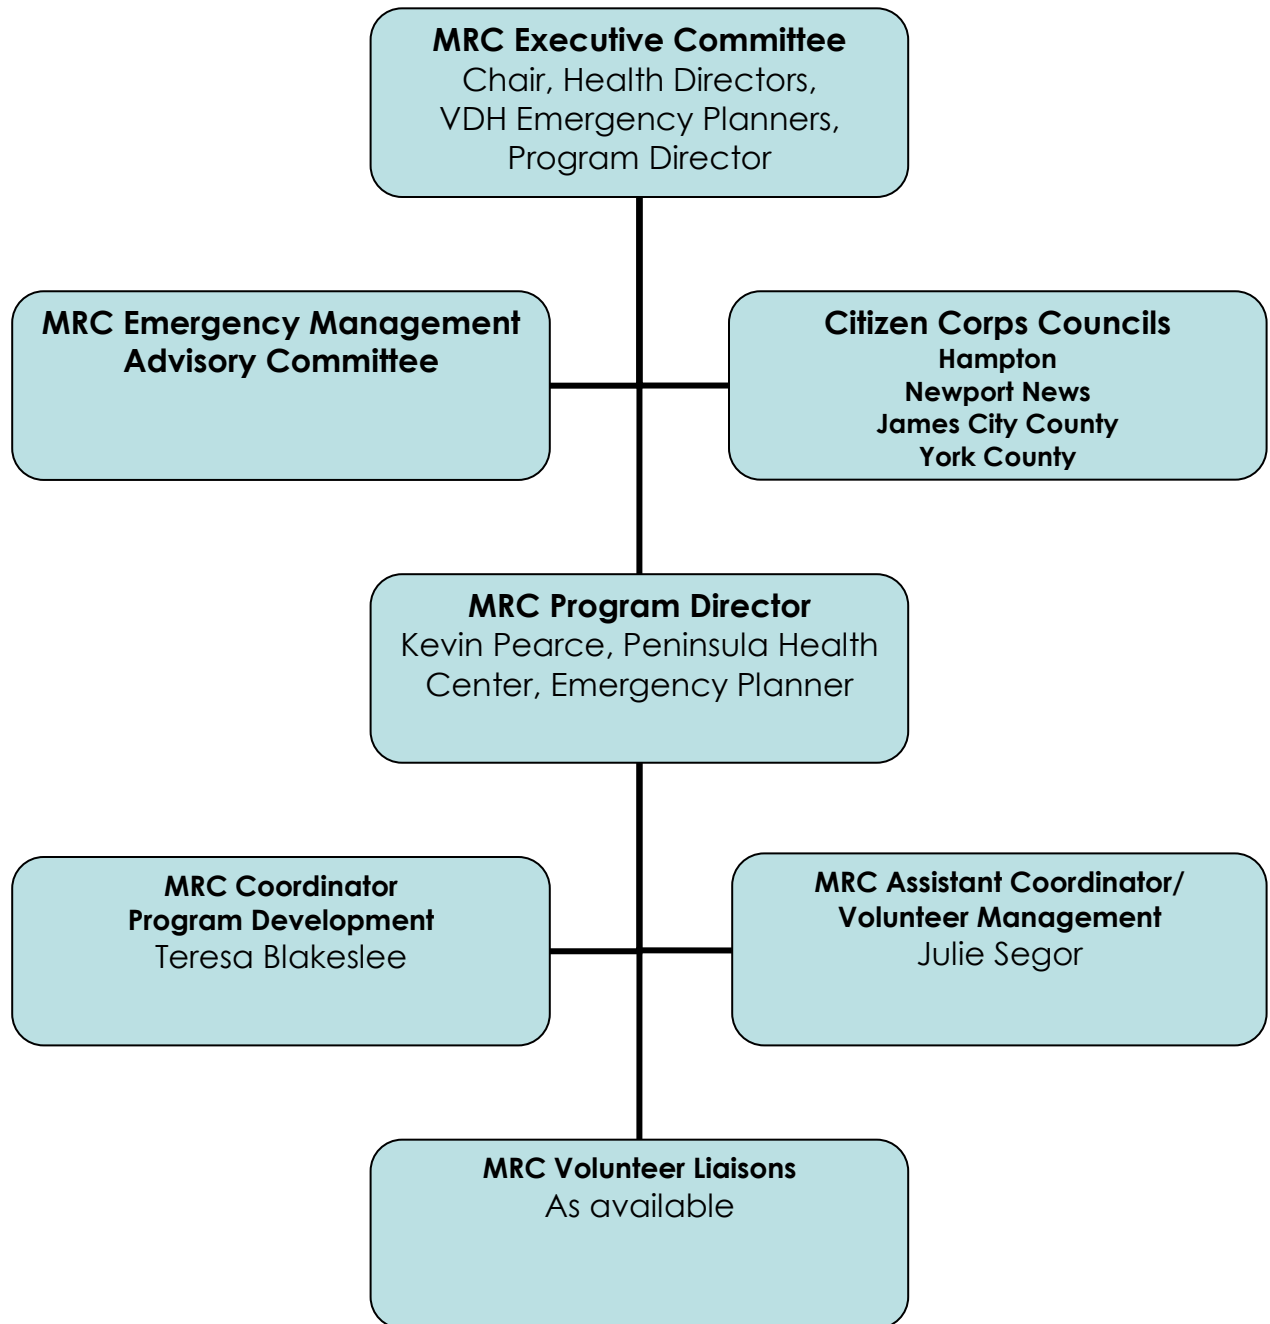 MRC Executive Committee
Chair, Health Directors,
VDH Emergency Planners,
Program Director
MRC Emergency Management
Advisory Committee
Citizen Corps Councils
Hampton
Newport News
James City County
York County
MRC Program Director
Kevin Pearce, Peninsula Health
Center, Emergency Planner
MRC Coordinator
Program Development
Teresa Blakeslee
MRC Assistant Coordinator/
Volunteer Management
Julie Segor
MRC Volunteer Liaisons
As available